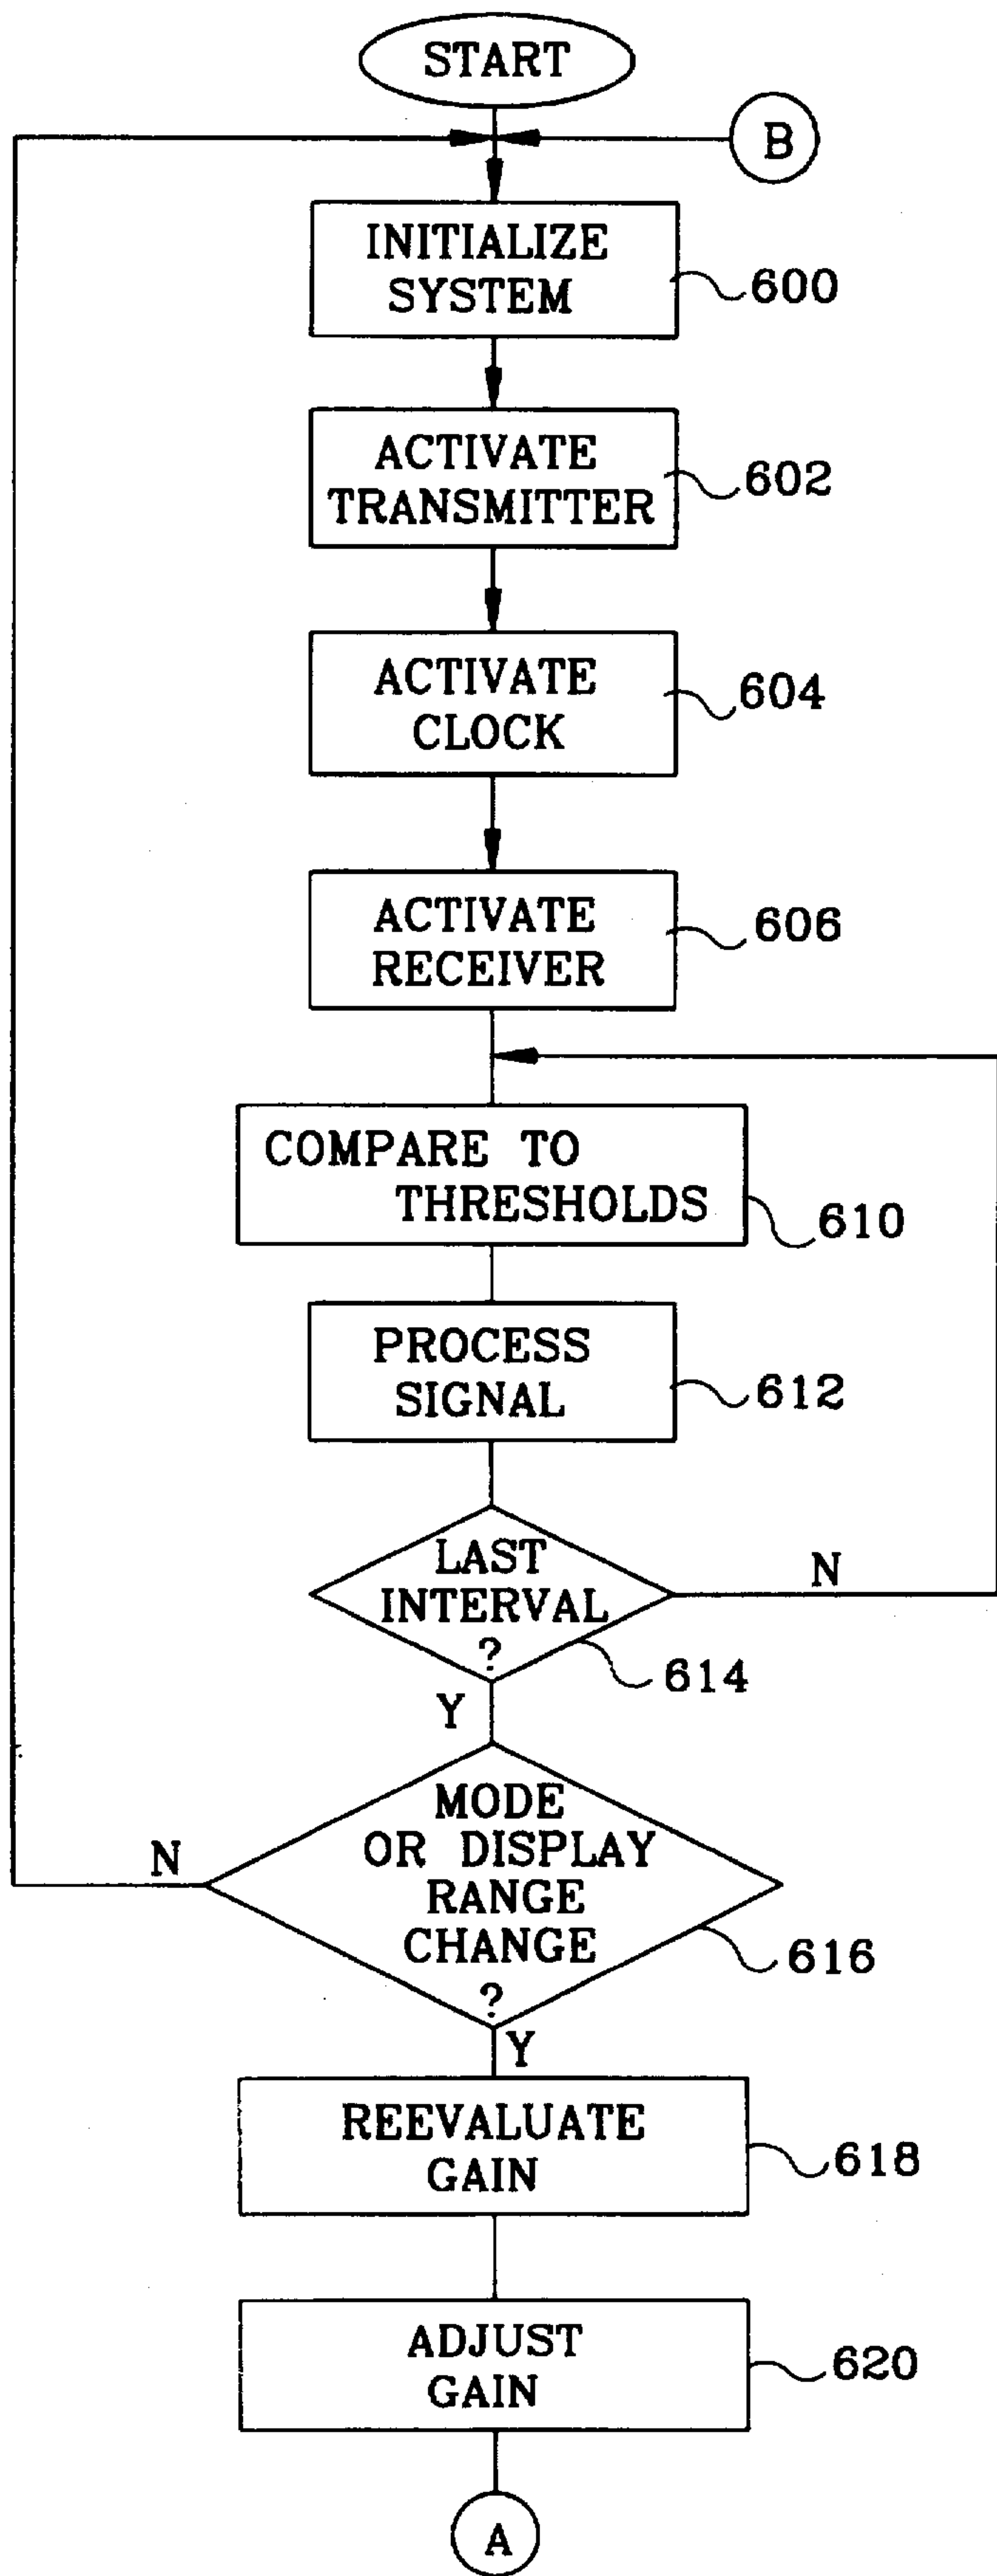 START
B
INITIALIZE
SYSTEM
600
ACTIVATE
TRANSMITTER
602
ACTIVATE
CLOCK
604
ACTIVATE
RECEIVER
606
COMPARE TO
THRESHOLDS
610
PROCESS
SIGNAL
612
LAST
INTERVAL
?
N
614
Y
MODE
OR DISPLAY
RANGE
CHANGE
?
N
616
Y
REEVALUATE
GAIN
618
ADJUST
GAIN
620
A